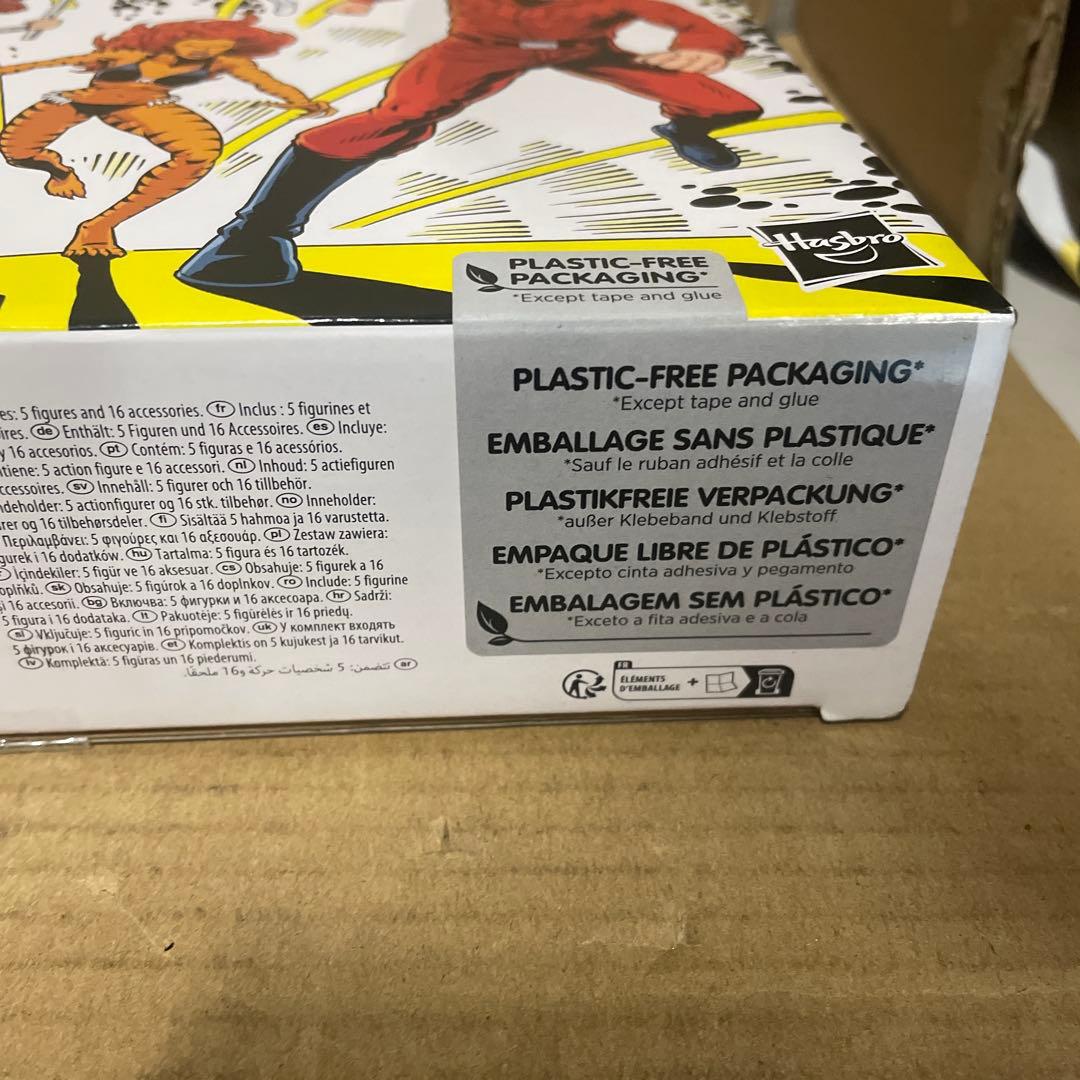 Hasbro
PLASTIC-FREE
PACKAGING*
*Except tape and glue
PLASTIC-FREE PACKAGING*
*Except tape and glue
EMBALLAGE SANS PLASTIQUE*
*Sauf le ruban adhésif et la colle
PLASTIKFREIE VERPACKUNG*
*außer Klebeband und Klebstoff
EMPAQUE LIBRE DE PLÁSTICO*
*Excepto cinta adhesiva y pegamento
EMBALAGEM SEM PLÁSTICO*
*Exceto a fita adesiva e a cola
FR
ÉLÉMENTS
D'EMBALLAGE +
es: 5 figures and 16 accessories. fr Inclus : 5 figurines et
ires. de Enthält: 5 Figuren und 16 Accessoires. es Incluye:
y 16 accesorios. pt Contém: 5 figuras e 16 acessórios.
tiene: 5 action figure e 16 accessori. nl Inhoud: 5 actiefiguren
ccessoires. sv Innehåll: 5 figurer och 16 tillbehör.
ndeholder: 5 actionfigurer og 16 stk. tilbehør. no Inneholder:
rer og 16 tilbehørsdeler. fi Sisältää 5 hahmoa ja 16 varustetta.
Περιλαμβάνει: 5 φιγούρες και 16 αξεσουάρ. pl Zestaw zawiera:
gurek i 16 dodatków. hu Tartalma: 5 figura és 16 tartozék.
İçindekiler: 5 figür ve 16 aksesuar. cs Obsahuje: 5 figurek a 16
oplňků. sk Obsahuje: 5 figúrok a 16 doplnkov. ro Include: 5 figurine
și 16 accesorii. bg Включва: 5 фигурки и 16 аксесоара. hr Sadrži:
5 figura i 16 dodataka. lt Pakuotėje: 5 figūrėlės ir 16 priedų.
sl Vključuje: 5 figuric in 16 pripomočkov. uk У комплект входять
5 фігурок і 16 аксесуарів. et Komplektis on 5 kujukest ja 16 tarvikut.
lv Komplektā: 5 figūras un 16 piederumi.
ar تتضمن: 5 شخصيات حركة و16 ملحقًا.